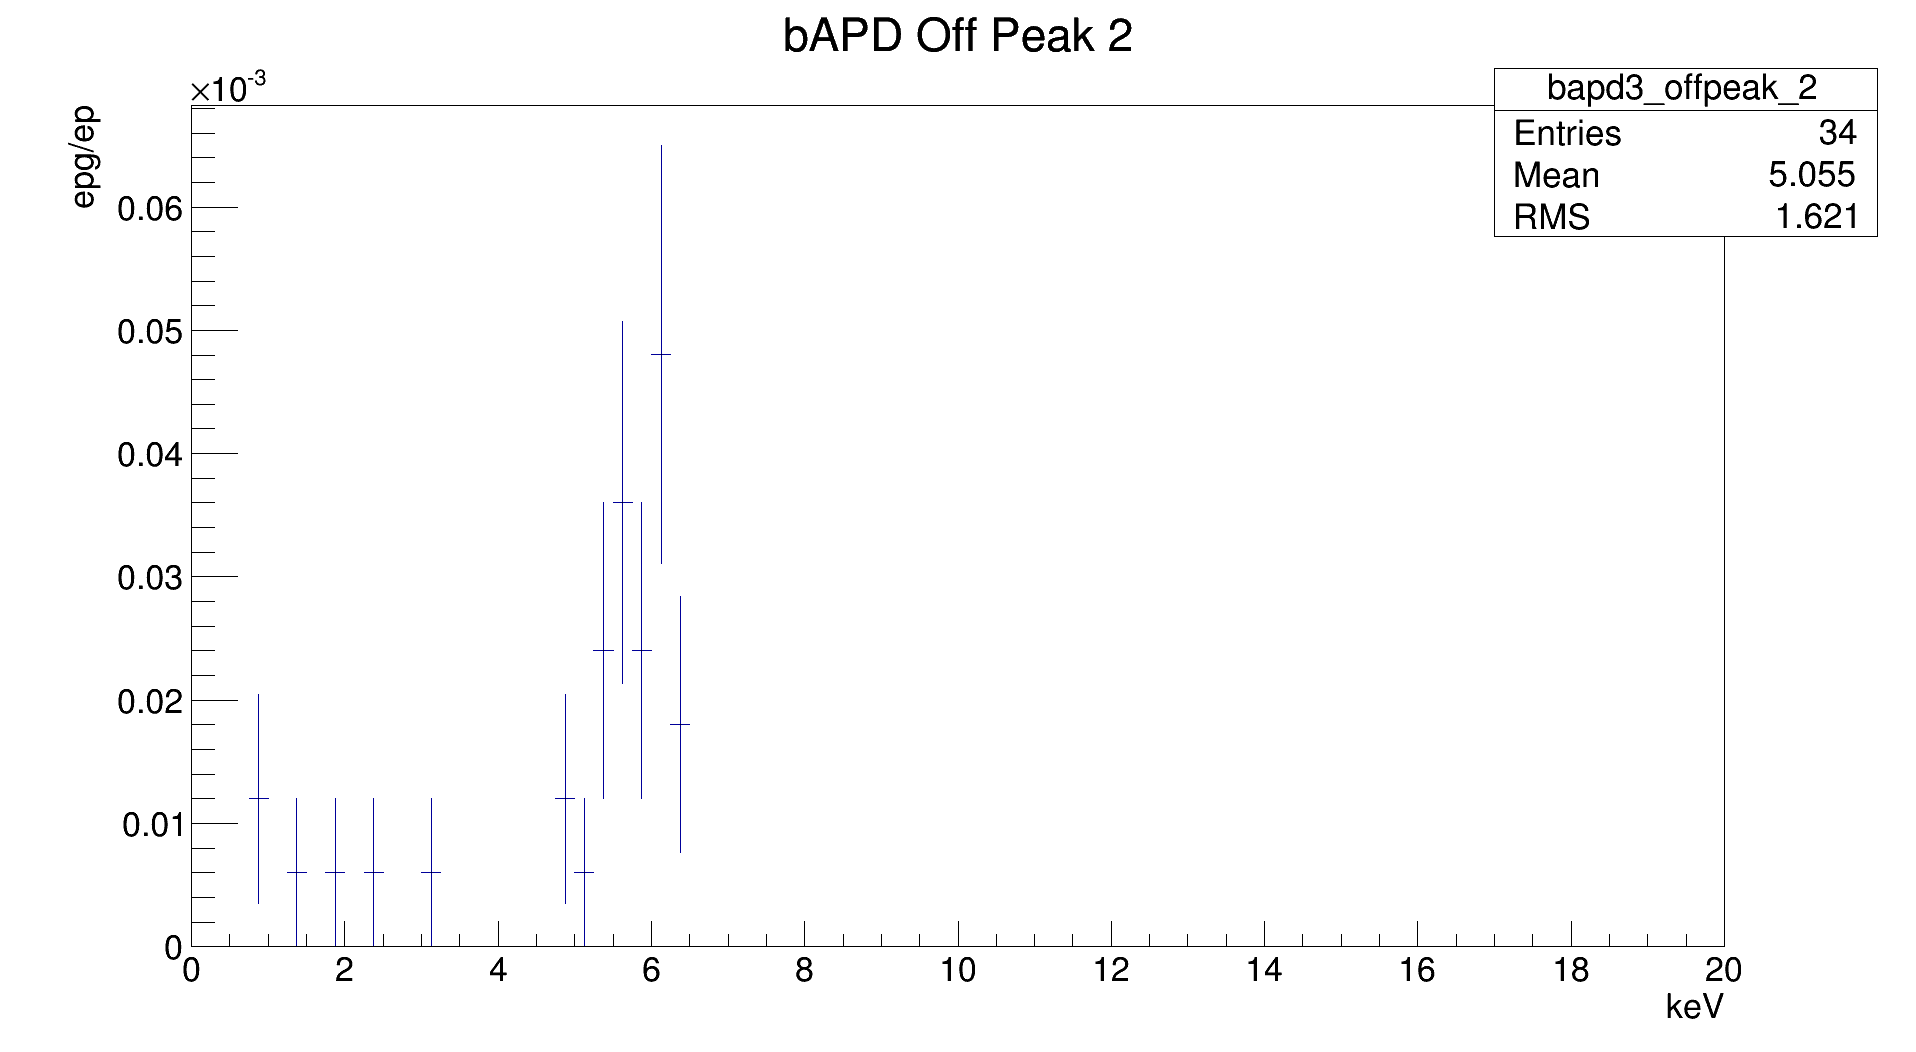 bAPD Off Peak 2
×10-3
epg/ep
bapd3_offpeak_2
Entries 34
Mean 5.055
RMS 1.621
0.06
0.05
0.04
0.03
0.02
0.01
0
0 2 4 6 8 10 12 14 16 18 20
keV